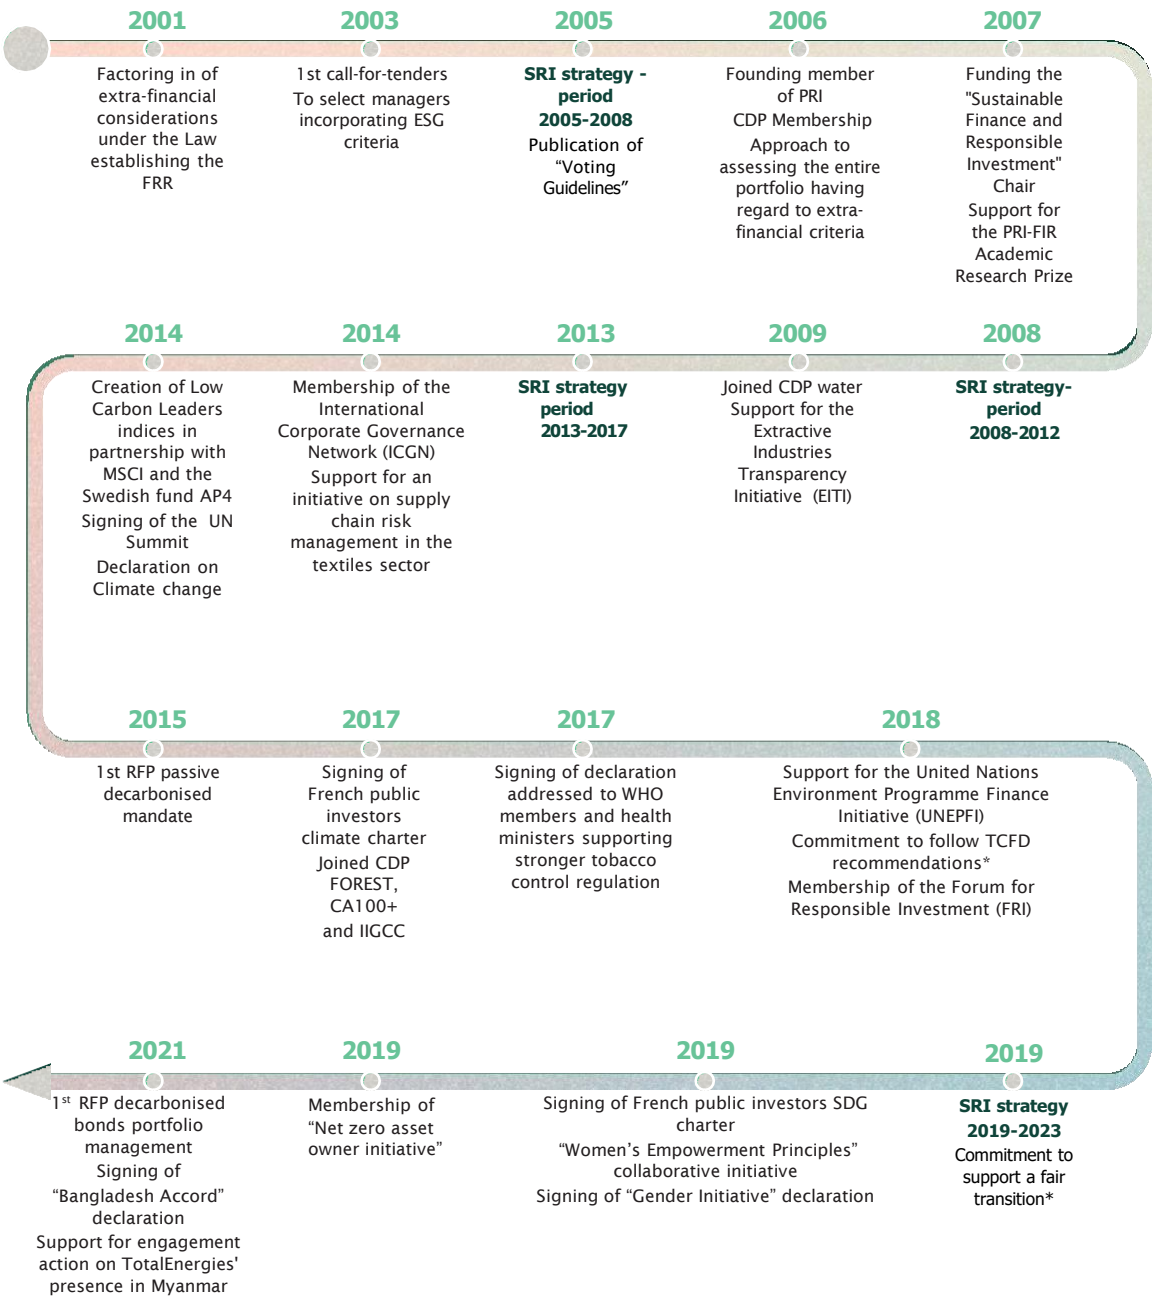 2001
Factoring in of
extra-financial
considerations
under the Law
establishing the
FRR
2003
1st call-for-tenders
To select managers
incorporating ESG
criteria
2005
SRI strategy -
period
2005-2008
Publication of
“Voting
Guidelines”
2006
Founding member
of PRI
CDP Membership
Approach to
assessing the entire
portfolio having
regard to extra-
financial criteria
2007
Funding the
"Sustainable
Finance and
Responsible
Investment"
Chair
Support for
the PRI-FIR
Academic
Research Prize
2008
SRI strategy-
period
2008-2012
2009
Joined CDP water
Support for the
Extractive
Industries
Transparency
Initiative (EITI)
2013
SRI strategy
period
2013-2017
2014
Membership of the
International
Corporate Governance
Network (ICGN)
Support for an
initiative on supply
chain risk
management in the
textiles sector
2014
Creation of Low
Carbon Leaders
indices in
partnership with
MSCI and the
Swedish fund AP4
Signing of the UN
Summit
Declaration on
Climate change
2015
1st RFP passive
decarbonised
mandate
2017
Signing of
French public
investors
climate charter
Joined CDP
FOREST,
CA100+
and IIGCC
2017
Signing of declaration
addressed to WHO
members and health
ministers supporting
stronger tobacco
control regulation
2018
Support for the United Nations
Environment Programme Finance
Initiative (UNEPFI)
Commitment to follow TCFD
recommendations*
Membership of the Forum for
Responsible Investment (FRI)
2019
SRI strategy
2019-2023
Commitment to
support a fair
transition*
2019
Signing of French public investors SDG
charter
“Women’s Empowerment Principles”
collaborative initiative
Signing of “Gender Initiative” declaration
2019
Membership of
“Net zero asset
owner initiative”
2021
1st RFP decarbonised
bonds portfolio
management
Signing of
“Bangladesh Accord”
declaration
Support for engagement
action on TotalEnergies'
presence in Myanmar